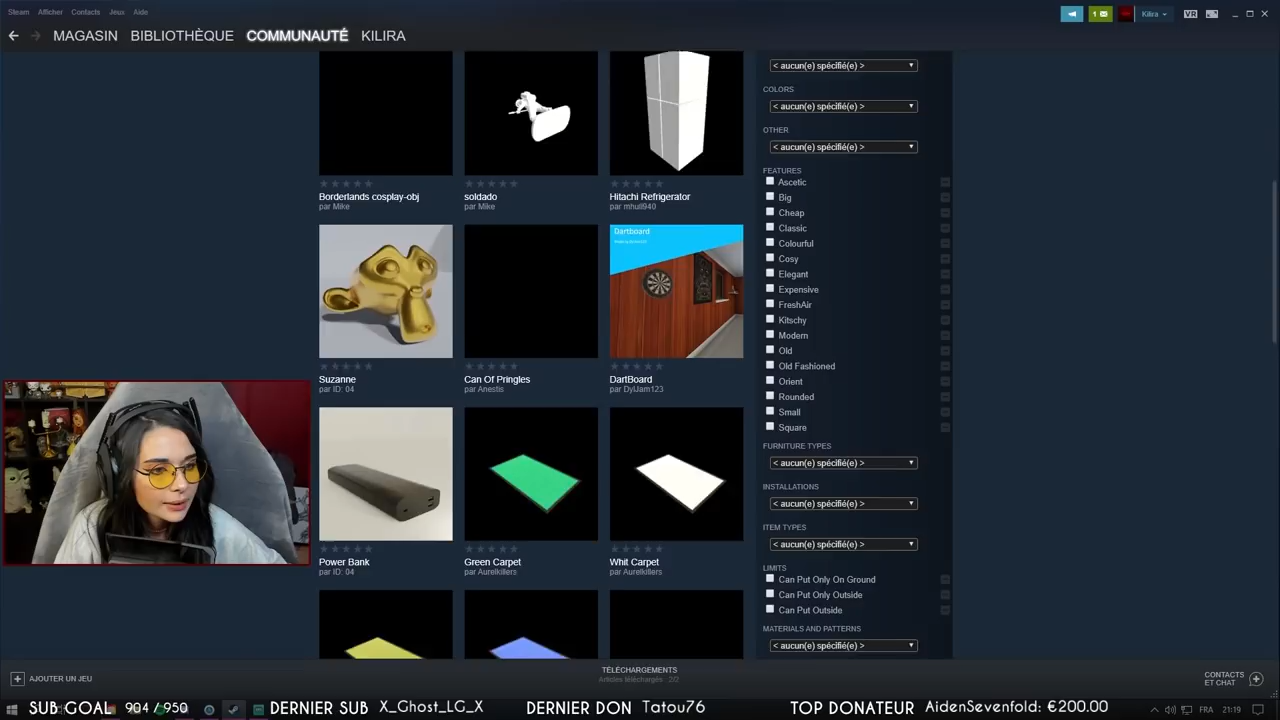 Steam Afficher Contacts Jeux Aide
1 Kilira VR
MAGASIN BIBLIOTHÈQUE COMMUNAUTÉ KILIRA
< aucun(e) spécifié(e) >
COLORS
< aucun(e) spécifié(e) >
OTHER
< aucun(e) spécifié(e) >
Borderlands cosplay-obj
par Mike
soldado
par Mike
Hitachi Refrigerator
par mhull940
FEATURES
Ascetic
Big
Cheap
Classic
Colourful
Cosy
Elegant
Expensive
FreshAir
Kitschy
Modern
Old
Old Fashioned
Orient
Rounded
Small
Square
Dartboard
Suzanne
par ID: 04
Can Of Pringles
par Anestis
DartBoard
par DylJam123
FURNITURE TYPES
< aucun(e) spécifié(e) >
INSTALLATIONS
< aucun(e) spécifié(e) >
ITEM TYPES
< aucun(e) spécifié(e) >
Power Bank
par ID: 04
Green Carpet
par Aurelkillers
Whit Carpet
par Aurelkillers
LIMITS
Can Put Only On Ground
Can Put Only Outside
Can Put Outside
MATERIALS AND PATTERNS
< aucun(e) spécifié(e) >
AJOUTER UN JEU
TÉLÉCHARGEMENTS
Articles téléchargés : 2/2
CONTACTS
ET CHAT
SUB GOAL 904 / 950 DERNIER SUB X_Ghost_LG_X DERNIER DON Tatou76 TOP DONATEUR AidenSevenfold: €200.00
FRA 21:19